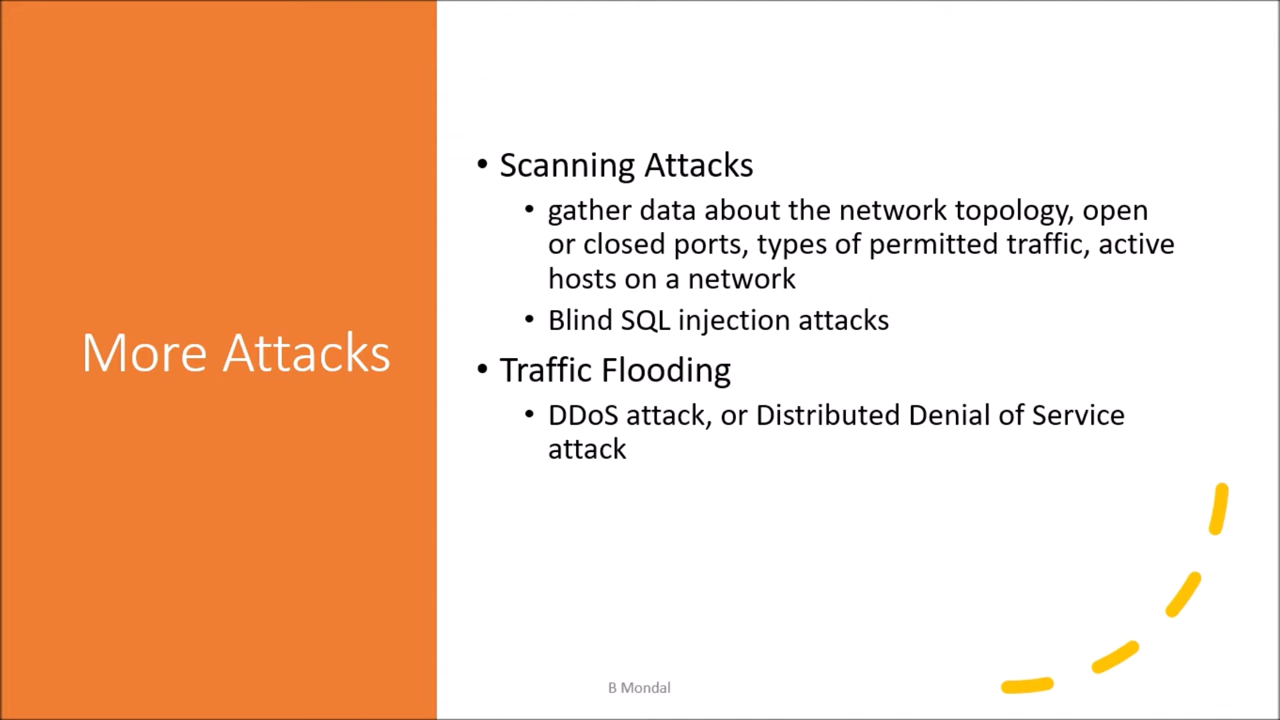 More Attacks
• Scanning Attacks
• gather data about the network topology, open
or closed ports, types of permitted traffic, active
hosts on a network
• Blind SQL injection attacks
• Traffic Flooding
• DDoS attack, or Distributed Denial of Service
attack
B Mondal